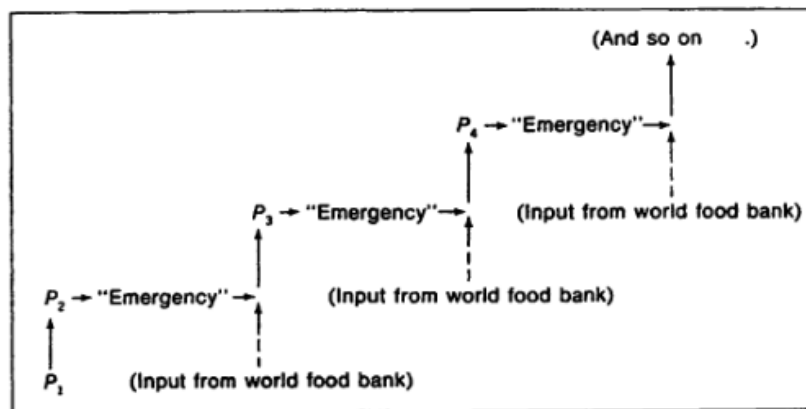 (And so on .)
P₄ → "Emergency" →
P₃ → "Emergency" → (Input from world food bank)
P₂ → "Emergency" → (Input from world food bank)
P₁ (Input from world food bank)